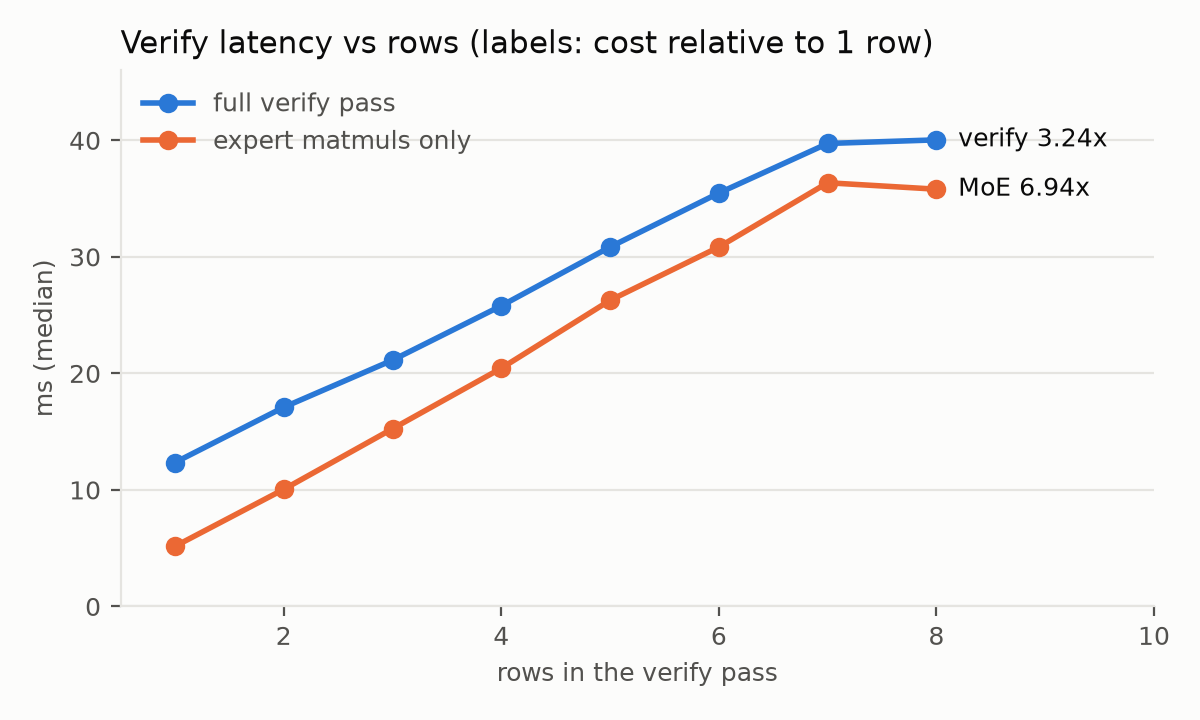 Verify latency vs rows (labels: cost relative to 1 row)
full verify pass
expert matmuls only
verify 3.24x
MoE 6.94x
40
30
20
10
0
ms (median)
2
4
6
8
10
rows in the verify pass